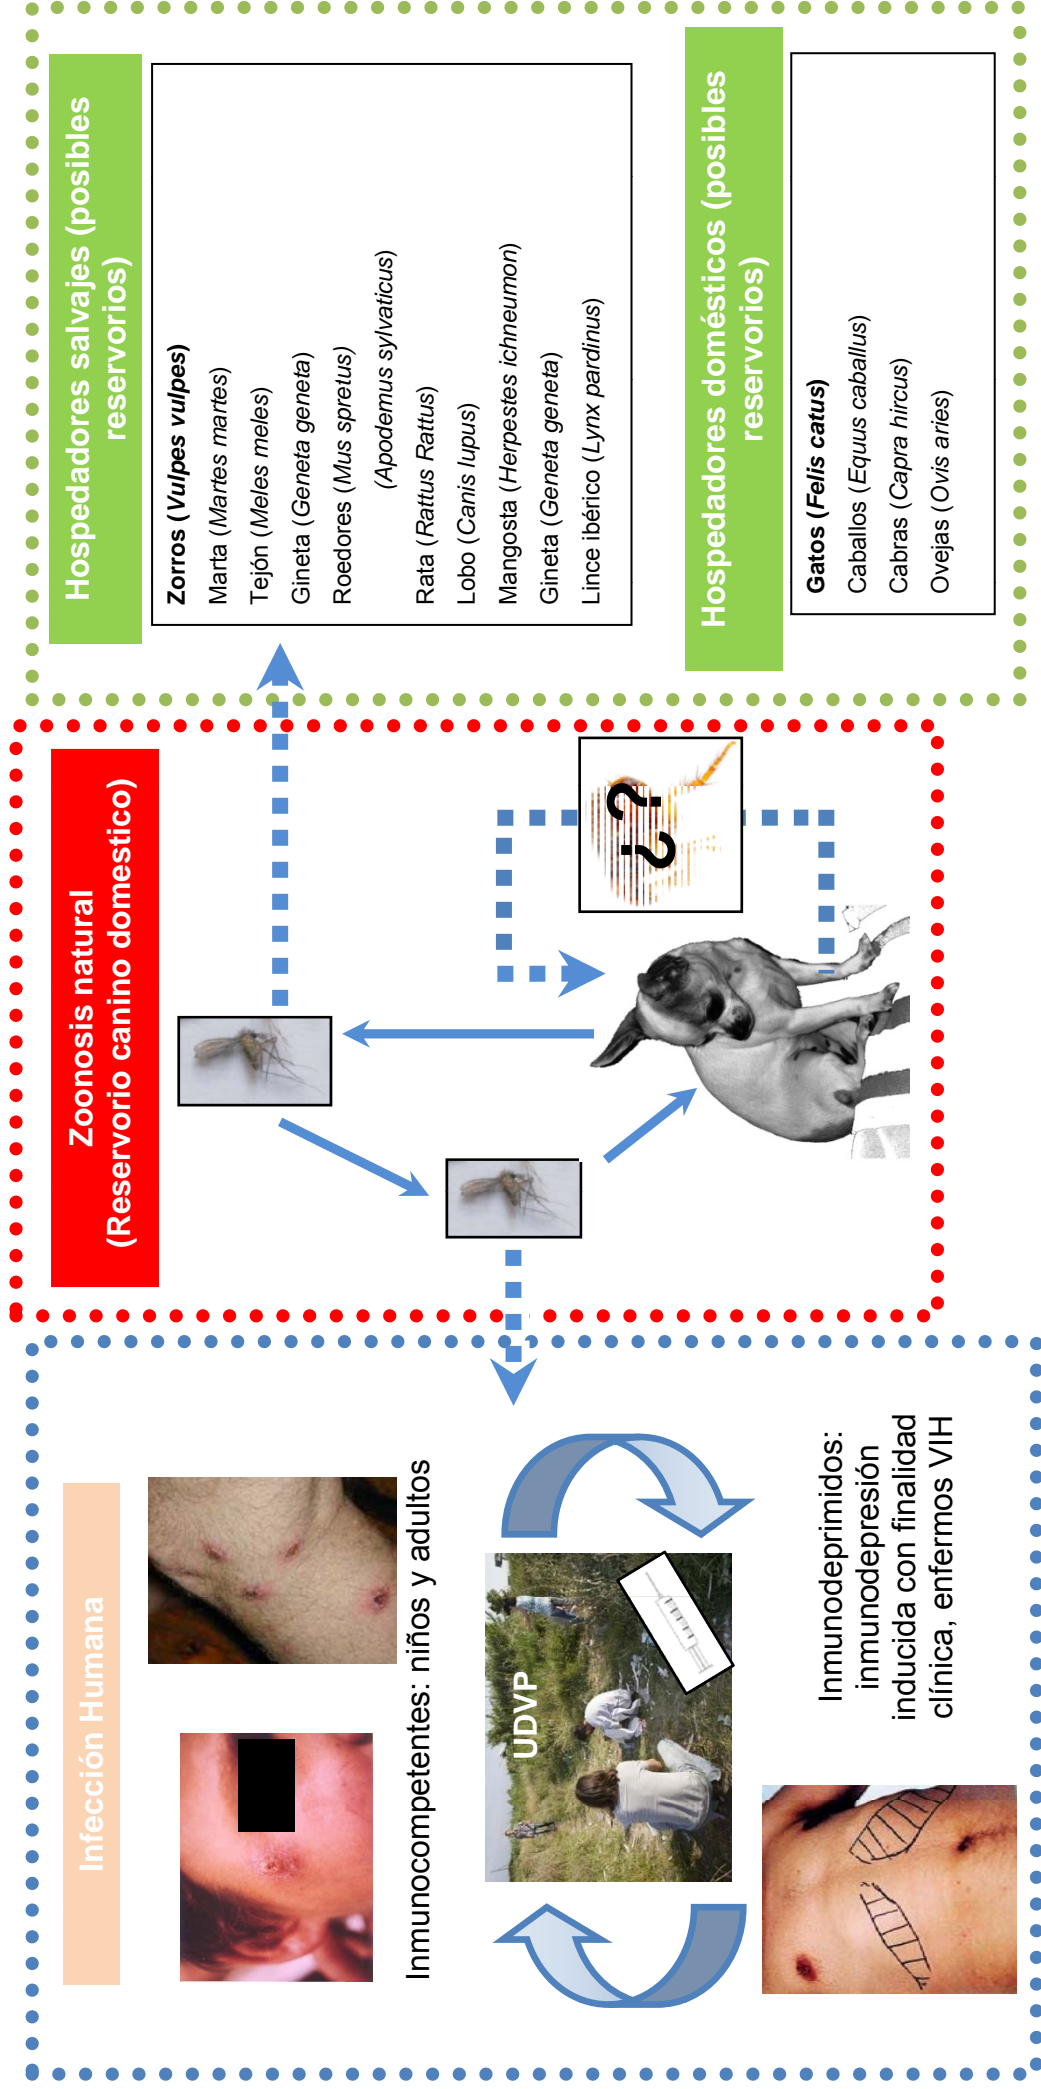 Infección Humana
Inmunocompetentes: niños y adultos
UDVP
Inmunodeprimidos:
inmunodepresión
inducida con finalidad
clínica, enfermos VIH
Zoonosis natural
(Reservorio canino domestico)
??
Hospedadores salvajes (posibles
reservorios)
Zorros (Vulpes vulpes)
Marta (Martes martes)
Tejón (Meles meles)
Gineta (Geneta geneta)
Roedores (Mus spretus)
(Apodemus sylvaticus)
Rata (Rattus Rattus)
Lobo (Canis lupus)
Mangosta (Herpestes ichneumon)
Gineta (Geneta geneta)
Lince iberico (Lynx pardinus)
Hospedadores domésticos (posibles
reservorios)
Gatos (Felis catus)
Caballos (Equus caballus)
Cabras (Capra hircus)
Ovejas (Ovis aries)